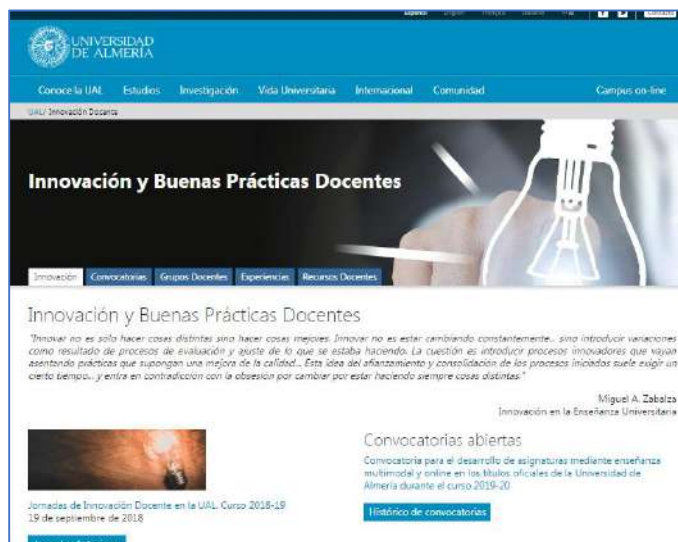 Español
UNIVERSIDAD
DE ALMERÍA
Conoce la UAL Estudios Investigación Vida Universitaria Internacional Comunidad Campus on-line
UAL/ Innovación Docente
Innovación y Buenas Prácticas Docentes
Innovación Convocatorias Grupos Docentes Experiencias Recursos Docentes
Innovación y Buenas Prácticas Docentes
"Innovar no es solo hacer cosas distintas sino hacer cosas mejores. Innovar no es estar cambiando constantemente... sino introducir variaciones
como resultado de procesos de evaluación y ajuste de lo que se estaba haciendo. La cuestión es introducir procesos innovadores que vayan
asentando prácticas que supongan una mejora de la calidad... Esta idea del afianzamiento y consolidación de los procesos iniciados suele exigir un
cierto tiempo... y entra en contradicción con la obsesión por cambiar por estar haciendo siempre cosas distintas."
Miguel A. Zabalza
Innovación en la Enseñanza Universitaria
Jornadas de Innovación Docente en la UAL. Curso 2018-19
19 de septiembre de 2018
Convocatorias abiertas
Convocatoria para el desarrollo de asignaturas mediante enseñanza
multimodal y online en los títulos oficiales de la Universidad de
Almería durante el curso 2019-20
Histórico de convocatorias